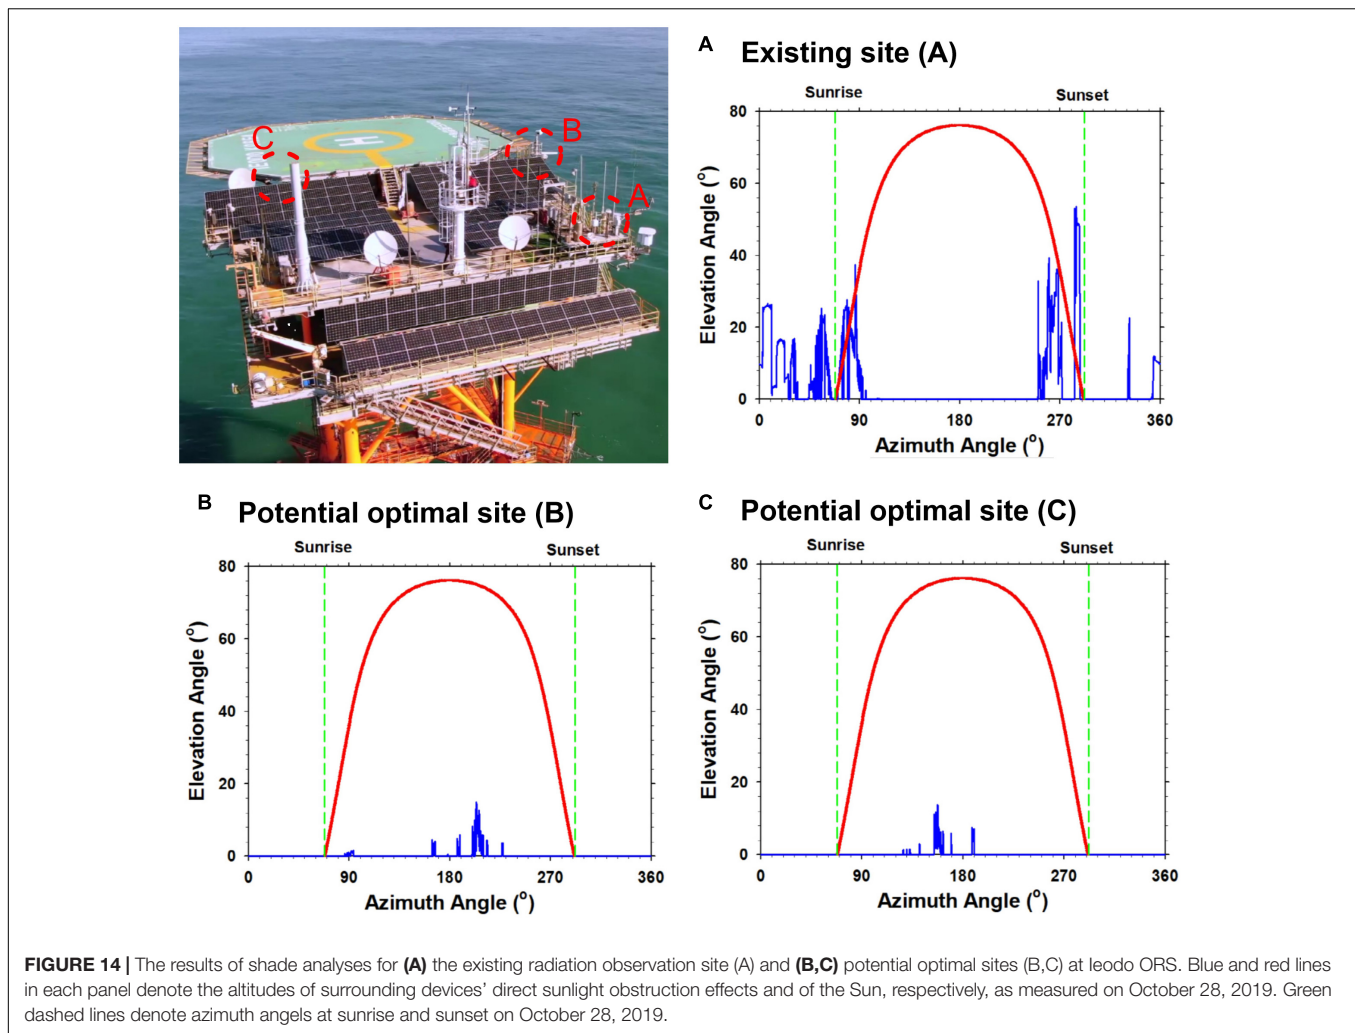 C
B
A
H
A Existing site (A)
Sunrise
Sunset
Elevation Angle (°)
80
60
40
20
0
0 90 180 270 360
Azimuth Angle (°)
B Potential optimal site (B)
Sunrise
Sunset
Elevation Angle (°)
80
60
40
20
0
0 90 180 270 360
Azimuth Angle (°)
C Potential optimal site (C)
Sunrise
Sunset
Elevation Angle (°)
80
60
40
20
0
0 90 180 270 360
Azimuth Angle (°)
FIGURE 14 | The results of shade analyses for (A) the existing radiation observation site (A) and (B,C) potential optimal sites (B,C) at Ieodo ORS. Blue and red lines
in each panel denote the altitudes of surrounding devices' direct sunlight obstruction effects and of the Sun, respectively, as measured on October 28, 2019. Green
dashed lines denote azimuth angels at sunrise and sunset on October 28, 2019.